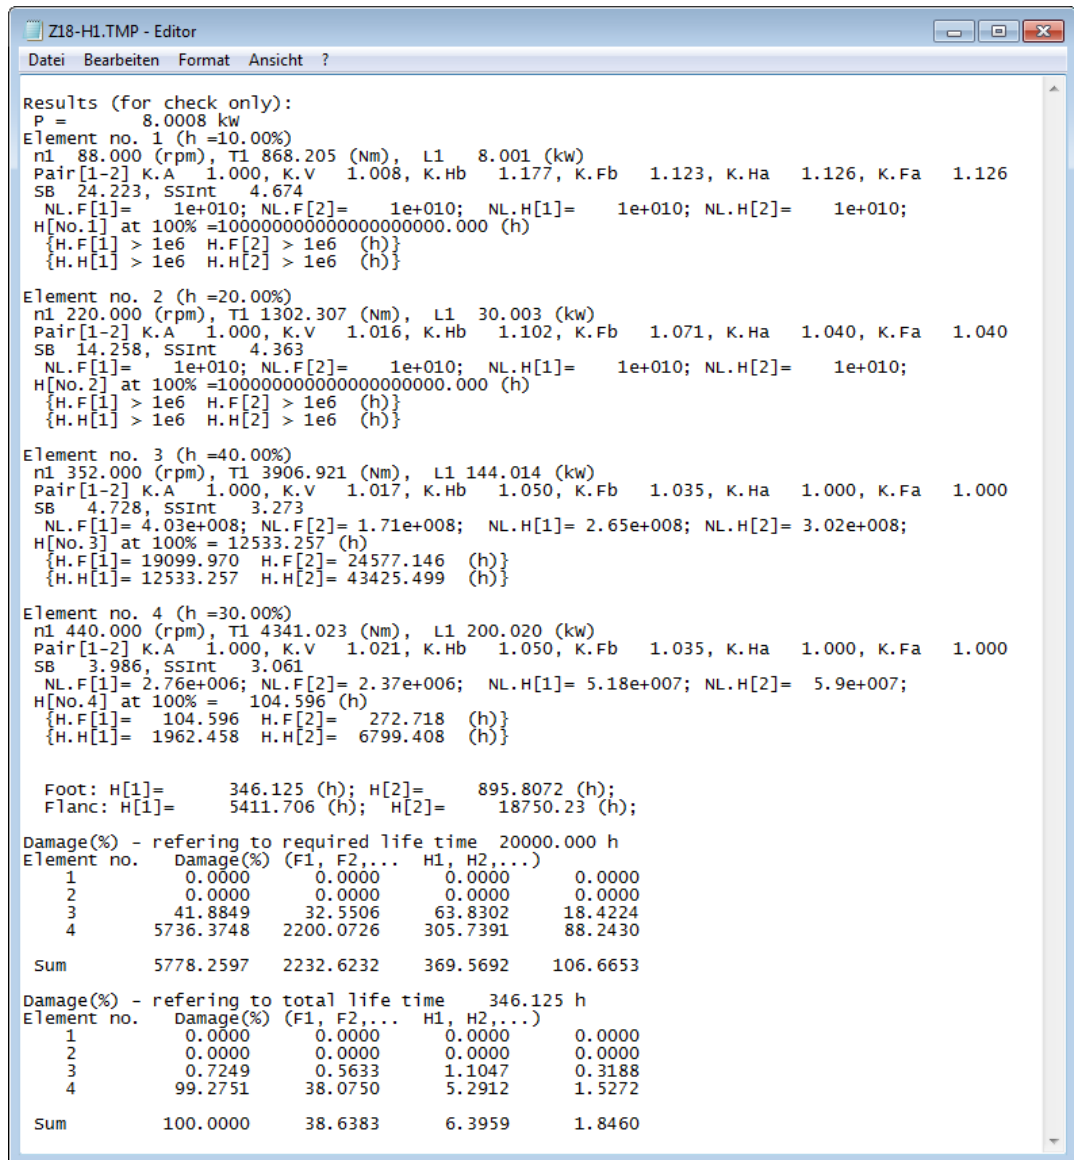 Z18-H1.TMP - Editor
Datei Bearbeiten Format Ansicht ?
Results (for check only):
P = 8.0008 kW
Element no. 1 (h =10.00%)
n1 88.000 (rpm), T1 868.205 (Nm), L1 8.001 (kW)
Pair[1-2] K.A 1.000, K.V 1.008, K.Hb 1.177, K.Fb 1.123, K.Ha 1.126, K.Fa 1.126
SB 24.223, SSInt 4.674
NL.F[1]= 1e+010; NL.F[2]= 1e+010; NL.H[1]= 1e+010; NL.H[2]= 1e+010;
H[No.1] at 100% =100000000000000000000.000 (h)
{H.F[1] > 1e6 H.F[2] > 1e6 (h)}
{H.H[1] > 1e6 H.H[2] > 1e6 (h)}
Element no. 2 (h =20.00%)
n1 220.000 (rpm), T1 1302.307 (Nm), L1 30.003 (kW)
Pair[1-2] K.A 1.000, K.V 1.016, K.Hb 1.102, K.Fb 1.071, K.Ha 1.040, K.Fa 1.040
SB 14.258, SSInt 4.363
NL.F[1]= 1e+010; NL.F[2]= 1e+010; NL.H[1]= 1e+010; NL.H[2]= 1e+010;
H[No.2] at 100% =100000000000000000000.000 (h)
{H.F[1] > 1e6 H.F[2] > 1e6 (h)}
{H.H[1] > 1e6 H.H[2] > 1e6 (h)}
Element no. 3 (h =40.00%)
n1 352.000 (rpm), T1 3906.921 (Nm), L1 144.014 (kW)
Pair[1-2] K.A 1.000, K.V 1.017, K.Hb 1.050, K.Fb 1.035, K.Ha 1.000, K.Fa 1.000
SB 4.728, SSInt 3.273
NL.F[1]= 4.03e+008; NL.F[2]= 1.71e+008; NL.H[1]= 2.65e+008; NL.H[2]= 3.02e+008;
H[No.3] at 100% = 12533.257 (h)
{H.F[1]= 19099.970 H.F[2]= 24577.146 (h)}
{H.H[1]= 12533.257 H.H[2]= 43425.499 (h)}
Element no. 4 (h =30.00%)
n1 440.000 (rpm), T1 4341.023 (Nm), L1 200.020 (kW)
Pair[1-2] K.A 1.000, K.V 1.021, K.Hb 1.050, K.Fb 1.035, K.Ha 1.000, K.Fa 1.000
SB 3.986, SSInt 3.061
NL.F[1]= 2.76e+006; NL.F[2]= 2.37e+006; NL.H[1]= 5.18e+007; NL.H[2]= 5.9e+007;
H[No.4] at 100% = 104.596 (h)
{H.F[1]= 104.596 H.F[2]= 272.718 (h)}
{H.H[1]= 1962.458 H.H[2]= 6799.408 (h)}
Foot: H[1]= 346.125 (h); H[2]= 895.8072 (h);
Flanc: H[1]= 5411.706 (h); H[2]= 18750.23 (h);
Damage(%) - refering to required life time 20000.000 h
Element no. Damage(%) (F1, F2,... H1, H2,...)
1 0.0000 0.0000 0.0000 0.0000
2 0.0000 0.0000 0.0000 0.0000
3 41.8849 32.5506 63.8302 18.4224
4 5736.3748 2200.0726 305.7391 88.2430
Sum 5778.2597 2232.6232 369.5692 106.6653
Damage(%) - refering to total life time 346.125 h
Element no. Damage(%) (F1, F2,... H1, H2,...)
1 0.0000 0.0000 0.0000 0.0000
2 0.0000 0.0000 0.0000 0.0000
3 0.7249 0.5633 1.1047 0.3188
4 99.2751 38.0750 5.2912 1.5272
Sum 100.0000 38.6383 6.3959 1.8460